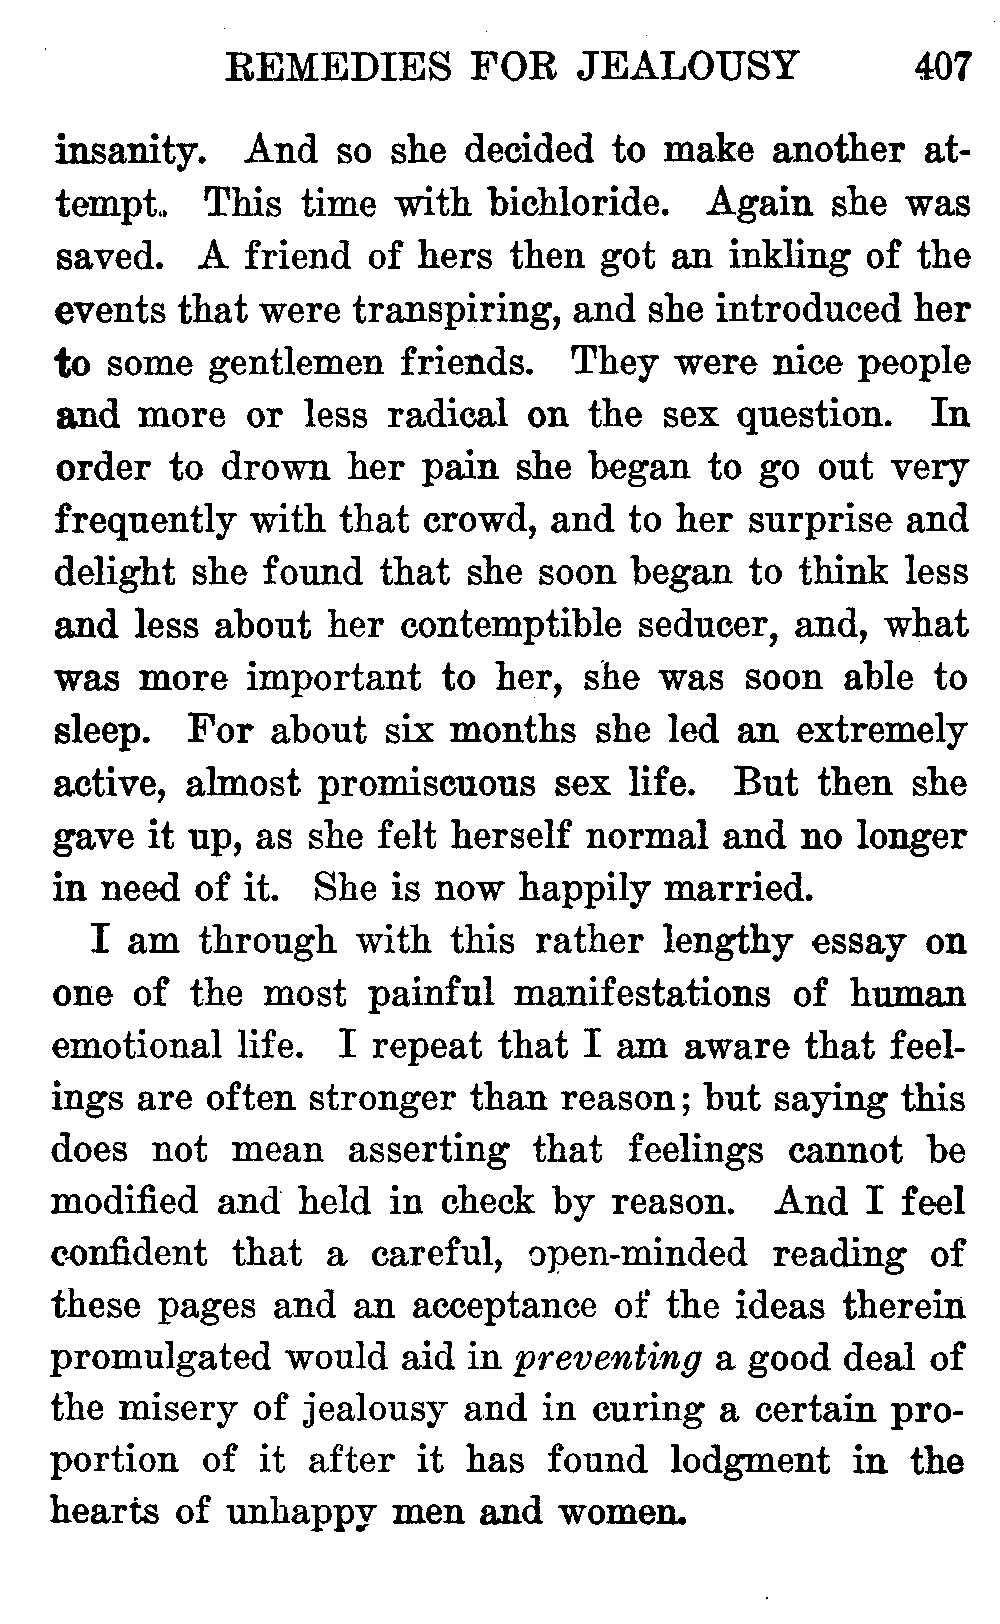 REMEDIES FOR JEALOUSY 407
insanity. And so she decided to make another at-
tempt. This time with bichloride. Again she was
saved. A friend of hers then got an inkling of the
events that were transpiring, and she introduced her
to some gentlemen friends. They were nice people
and more or less radical on the sex question. In
order to drown her pain she began to go out very
frequently with that crowd, and to her surprise and
delight she found that she soon began to think less
and less about her contemptible seducer, and, what
was more important to her, she was soon able to
sleep. For about six months she led an extremely
active, almost promiscuous sex life. But then she
gave it up, as she felt herself normal and no longer
in need of it. She is now happily married.
I am through with this rather lengthy essay on
one of the most painful manifestations of human
emotional life. I repeat that I am aware that feel-
ings are often stronger than reason; but saying this
does not mean asserting that feelings cannot be
modified and held in check by reason. And I feel
confident that a careful, open-minded reading of
these pages and an acceptance of the ideas therein
promulgated would aid in preventing a good deal of
the misery of jealousy and in curing a certain pro-
portion of it after it has found lodgment in the
hearts of unhappy men and women.